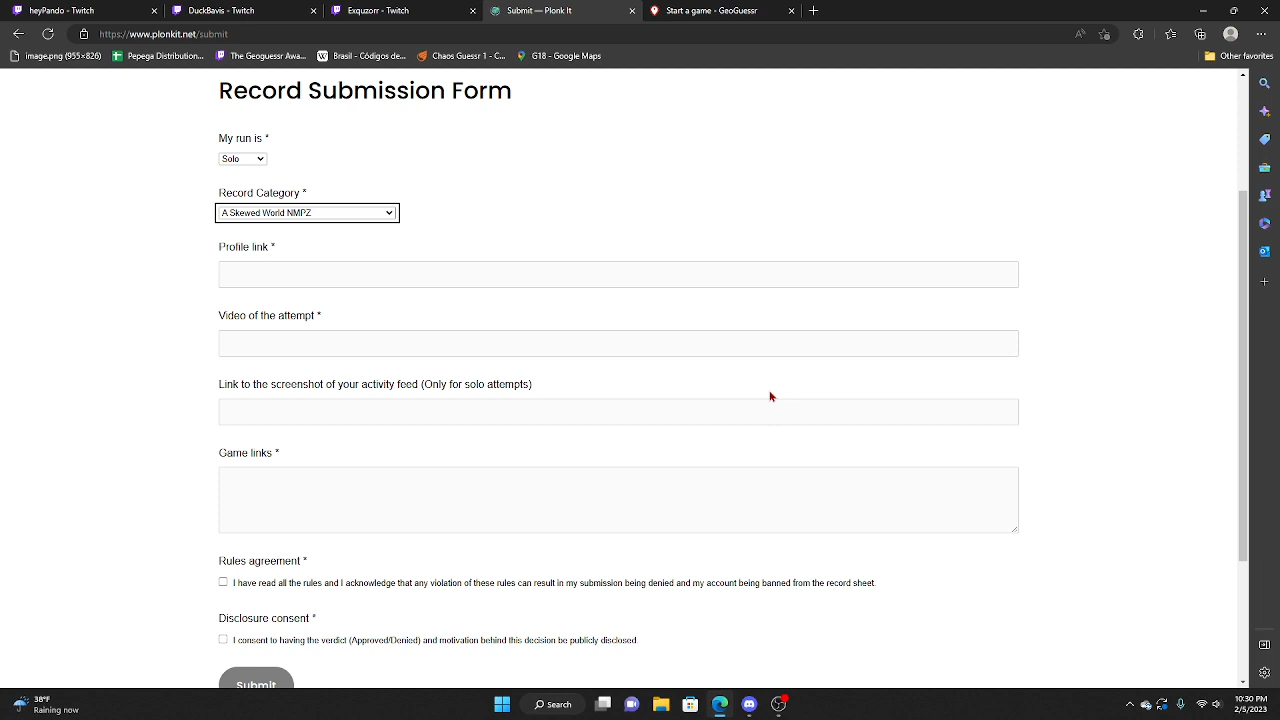 heyPando - Twitch
DuckBavis - Twitch
Exquzorr - Twitch
Submit — Plonk It
Start a game - GeoGuessr
https://www.plonkit.net/submit
image.png (955×826)
Pepega Distribution...
The Geoguessr Awa...
Brasil - Códigos de...
Chaos Guessr 1 - C...
G18 - Google Maps
Other favorites
Record Submission Form
My run is *
Solo
Record Category *
A Skewed World NMPZ
Profile link *
Video of the attempt *
Link to the screenshot of your activity feed (Only for solo attempts)
Game links *
Rules agreement *
I have read all the rules and I acknowledge that any violation of these rules can result in my submission being denied and my account being banned from the record sheet.
Disclosure consent *
I consent to having the verdict (Approved/Denied) and motivation behind this decision be publicly disclosed.
Submit
38°F
Raining now
Search
10:30 PM
2/5/2023